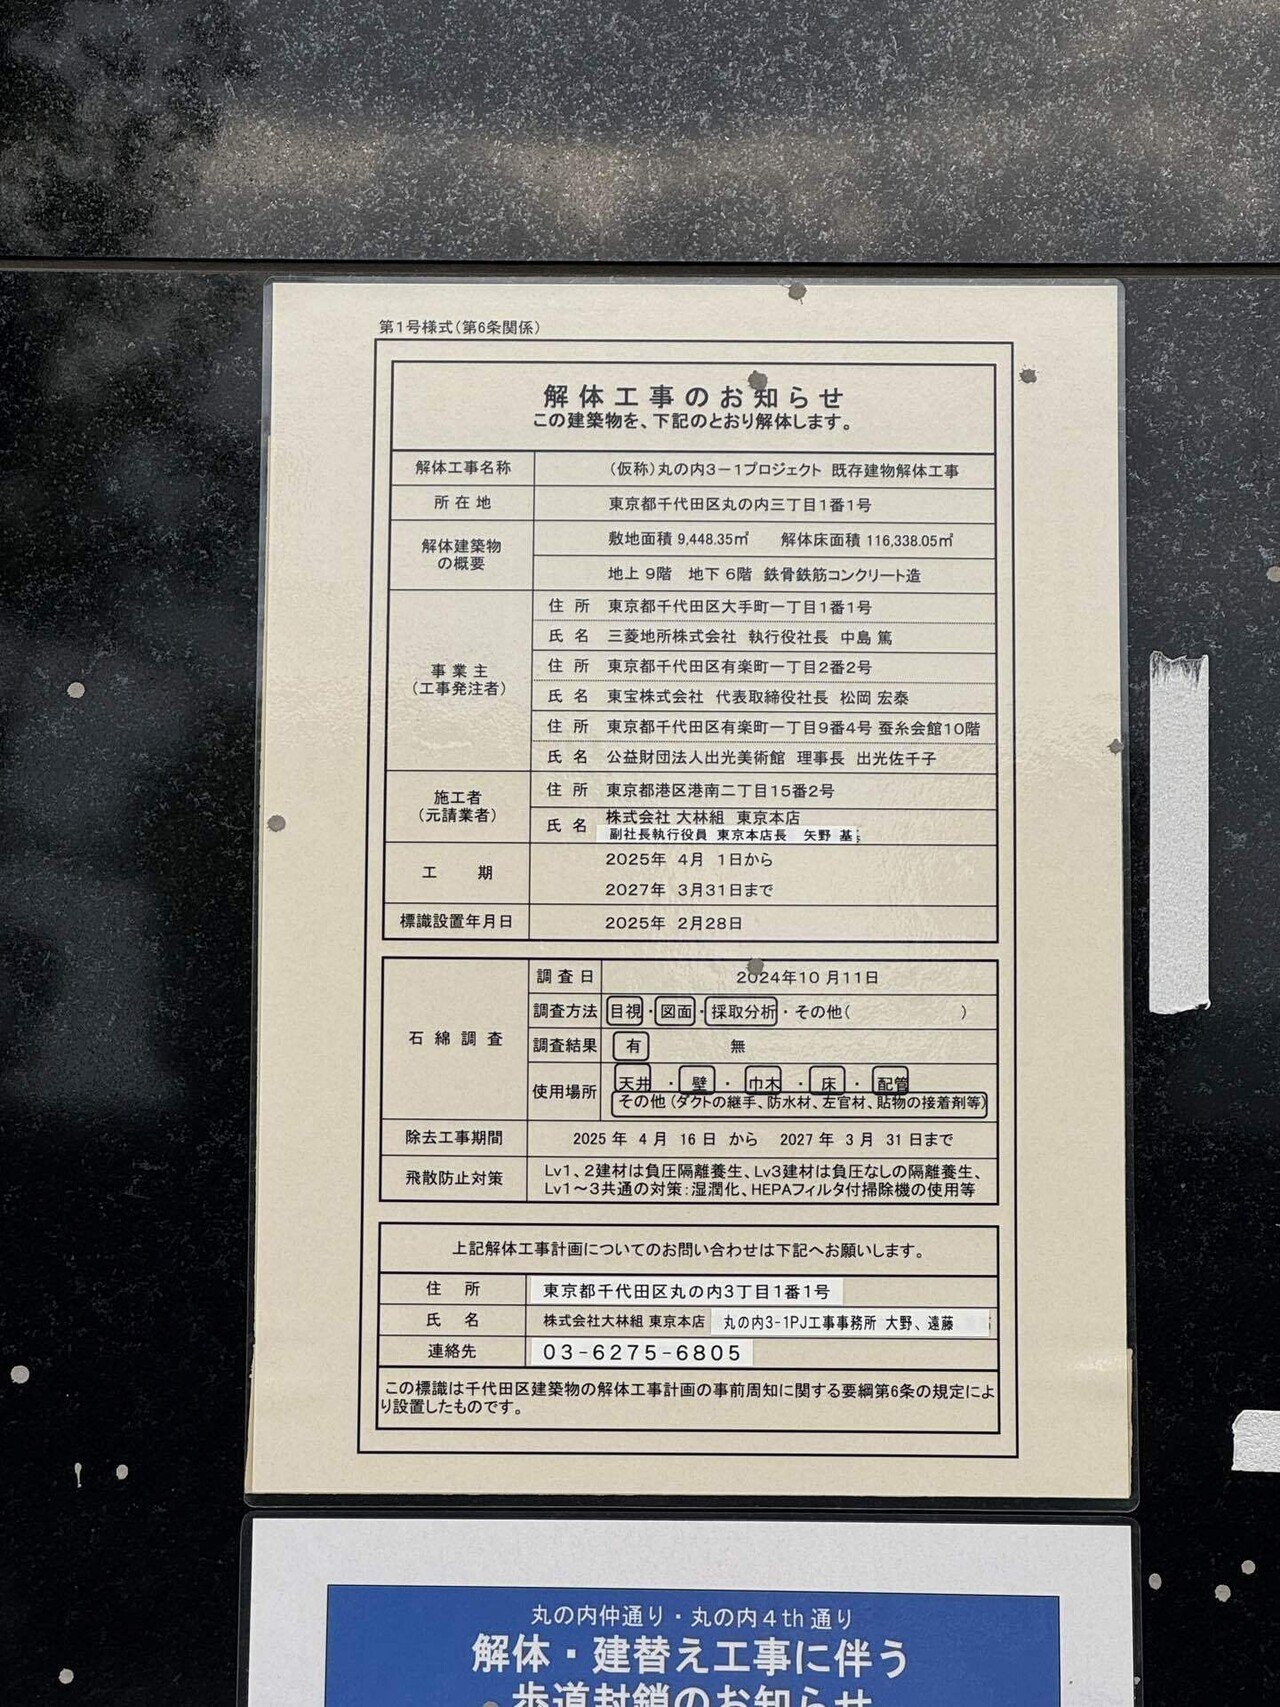 第1号様式(第6条関係)
解体工事のお知らせ
この建築物を、下記のとおり解体します。
解体工事名称 (仮称)丸の内3-1プロジェクト 既存建物解体工事
所在地 東京都千代田区丸の内三丁目1番1号
解体建築物の概要 敷地面積 9,448.35㎡ 解体床面積 116,338.05㎡
地上 9階 地下 6階 鉄骨鉄筋コンクリート造
事業主(工事発注者)
住所 東京都千代田区大手町一丁目1番1号
氏名 三菱地所株式会社 執行役社長 中島 篤
住所 東京都千代田区有楽町一丁目2番2号
氏名 東宝株式会社 代表取締役社長 松岡 宏泰
住所 東京都千代田区有楽町一丁目9番4号 蚕糸会館10階
氏名 公益財団法人出光美術館 理事長 出光佐千子
施工者(元請業者)
住所 東京都港区港南二丁目15番2号
氏名 株式会社 大林組 東京本店
副社長執行役員 東京本店長 矢野 基
工期 2025年 4月 1日から
2027年 3月31日まで
標識設置年月日 2025年 2月28日
石綿調査
調査日 2024年10月11日
調査方法 目視・図面・採取分析・その他( )
調査結果 有 無
使用場所 天井・壁・巾木・床・配管
その他(ダクトの継手、防水材、左官材、貼物の接着剤等)
除去工事期間 2025年 4月 16日 から 2027年 3月 31日まで
飛散防止対策 Lv1、2建材は負圧隔離養生、Lv3建材は負圧なしの隔離養生、
Lv1~3共通の対策:湿潤化、HEPAフィルタ付掃除機の使用等
上記解体工事計画についてのお問い合わせは下記へお願いします。
住所 東京都千代田区丸の内3丁目1番1号
氏名 株式会社大林組 東京本店 丸の内3-1PJ工事事務所 大野、遠藤
連絡先 03-6275-6805
この標識は千代田区建築物の解体工事計画の事前周知に関する要綱第6条の規定によ
り設置したものです。
丸の内仲通り・丸の内4th通り
解体・建替え工事に伴う
歩道封鎖のお知らせ